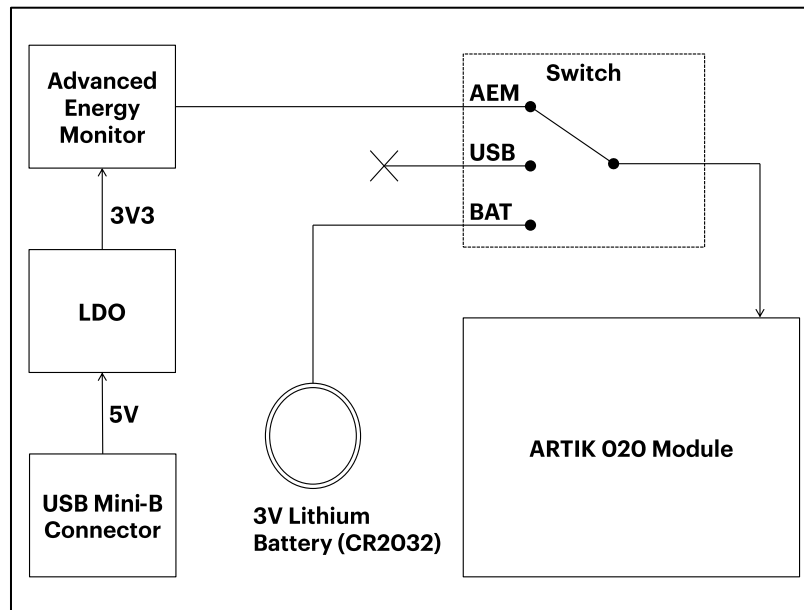 Advanced
Energy
Monitor
Switch
AEM
USB
BAT
3V3
LDO
5V
USB Mini-B
Connector
3V Lithium
Battery (CR2032)
ARTIK 020 Module